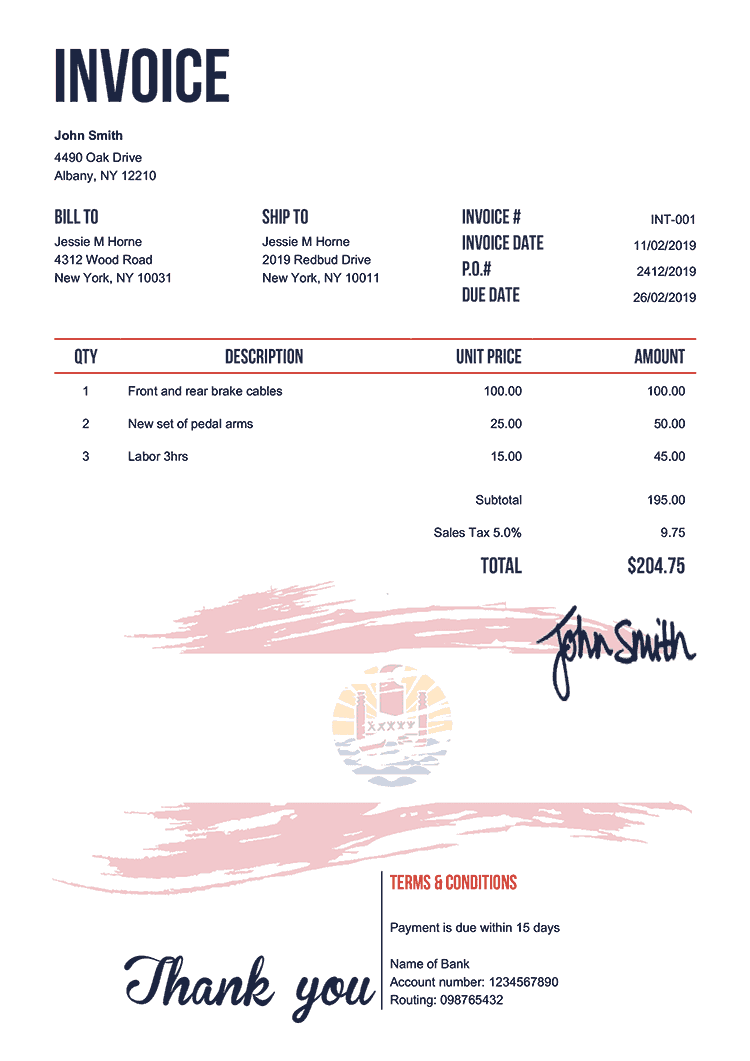 INVOICE
John Smith
4490 Oak Drive
Albany, NY 12210
BILL TO
Jessie M Horne
4312 Wood Road
New York, NY 10031
SHIP TO
Jessie M Horne
2019 Redbud Drive
New York, NY 10011
INVOICE # INT-001
INVOICE DATE 11/02/2019
P.O.# 2412/2019
DUE DATE 26/02/2019
QTY DESCRIPTION UNIT PRICE AMOUNT
1 Front and rear brake cables 100.00 100.00
2 New set of pedal arms 25.00 50.00
3 Labor 3hrs 15.00 45.00
Subtotal 195.00
Sales Tax 5.0% 9.75
TOTAL $204.75
John Smith
TERMS & CONDITIONS
Payment is due within 15 days
Name of Bank
Account number: 1234567890
Routing: 098765432
Thank you